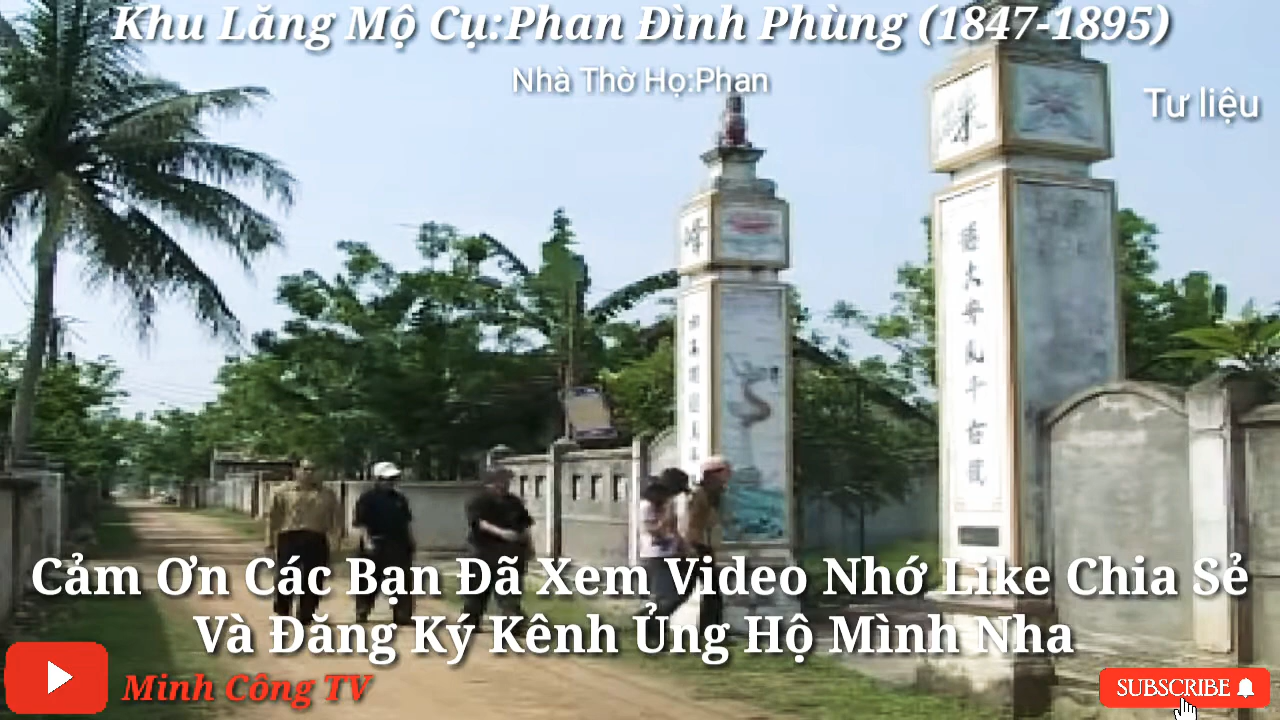 Khu Lăng Mộ Cụ:Phan Đình Phùng (1847-1895)
Nhà Thờ Họ:Phan
Tư liệu
峰
Cảm Ơn Các Bạn Đã Xem Video Nhớ Like Chia Sẻ
Và Đăng Ký Kênh Ủng Hộ Mình Nha
Minh Công TV
SUBSCRIBE